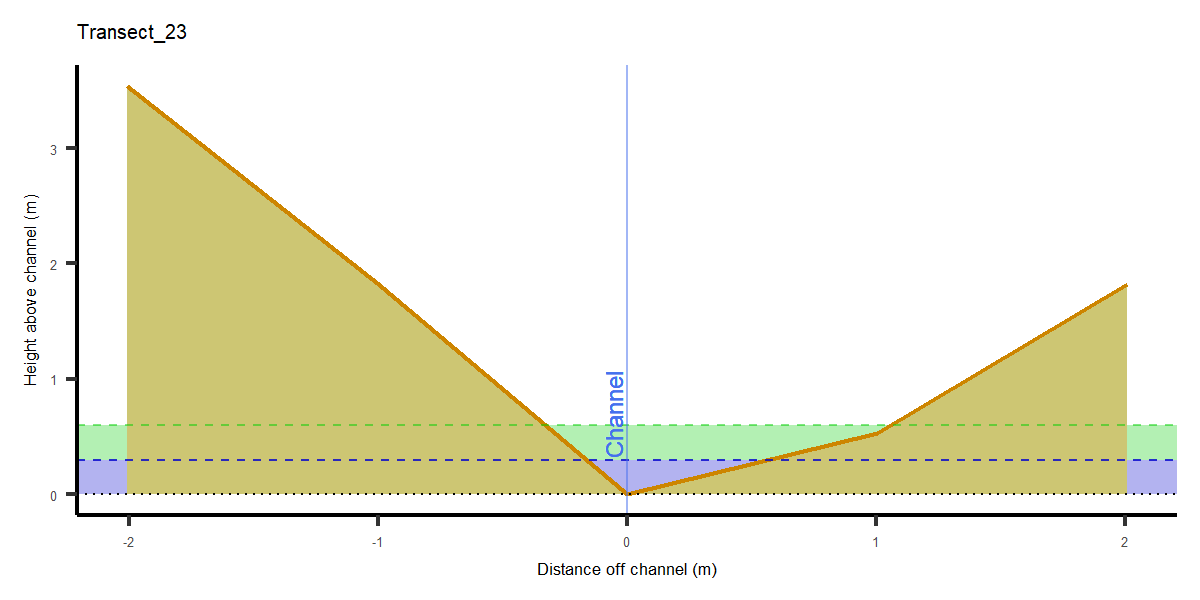 Transect_23
Height above channel (m)
3
2
1
0
Channel
-2
-1
0
1
2
Distance off channel (m)